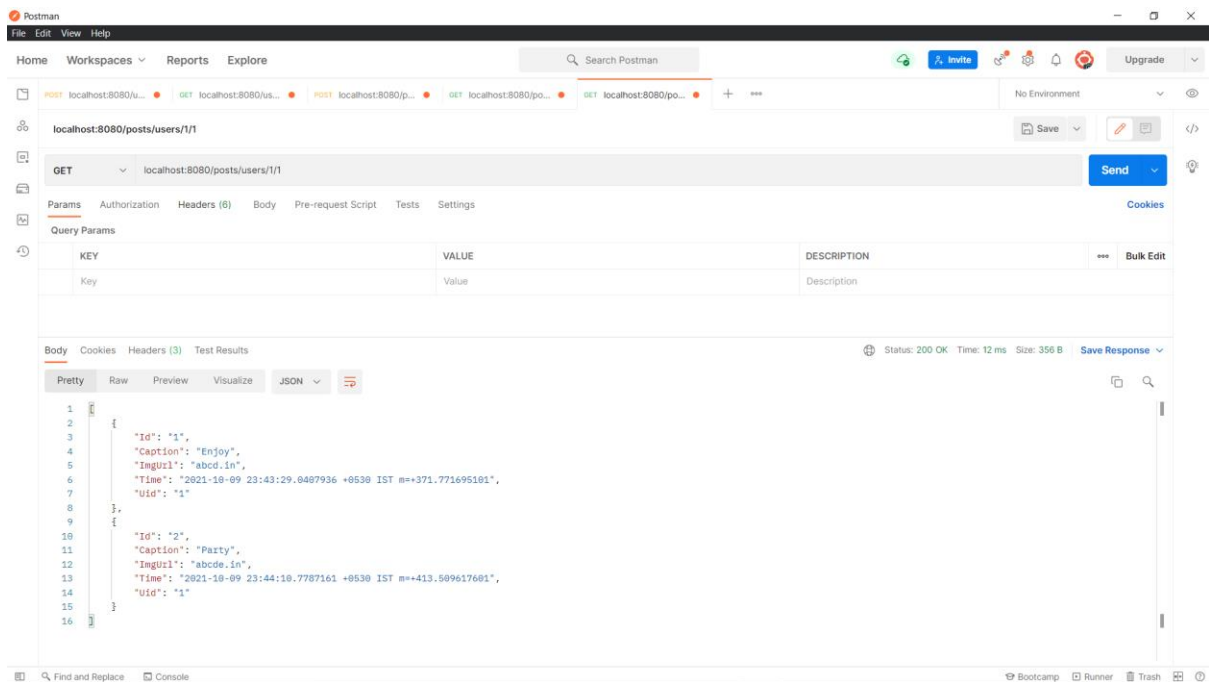 Postman
File Edit View Help
Home Workspaces Reports Explore Search Postman Invite Upgrade
POST localhost:8080/u... GET localhost:8080/us... POST localhost:8080/p... GET localhost:8080/po... GET localhost:8080/po... No Environment
localhost:8080/posts/users/1/1 Save
GET localhost:8080/posts/users/1/1 Send
Params Authorization Headers (6) Body Pre-request Script Tests Settings Cookies
Query Params
KEY VALUE DESCRIPTION Bulk Edit
Key Value Description
Body Cookies Headers (3) Test Results Status: 200 OK Time: 12 ms Size: 356 B Save Response
Pretty Raw Preview Visualize JSON
1 [
2 {
3 "Id": "1",
4 "Caption": "Enjoy",
5 "ImgUrl": "abcd.in",
6 "Time": "2021-10-09 23:43:29.0407936 +0530 IST m=+371.771695101",
7 "Uid": "1"
8 },
9 {
10 "Id": "2",
11 "Caption": "Party",
12 "ImgUrl": "abcde.in",
13 "Time": "2021-10-09 23:44:10.7787161 +0530 IST m=+413.509617601",
14 "Uid": "1"
15 }
16 ]
Find and Replace Console Bootcamp Runner Trash